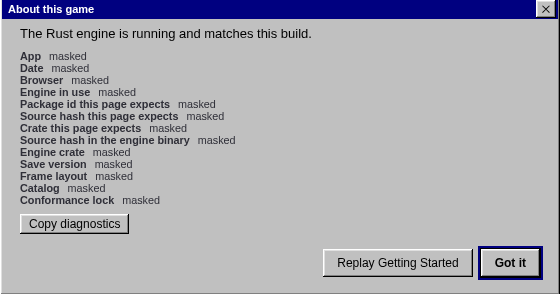 About this game
The Rust engine is running and matches this build.
App masked
Date masked
Browser masked
Engine in use masked
Package id this page expects masked
Source hash this page expects masked
Crate this page expects masked
Source hash in the engine binary masked
Engine crate masked
Save version masked
Frame layout masked
Catalog masked
Conformance lock masked
Copy diagnostics
Replay Getting Started
Got it